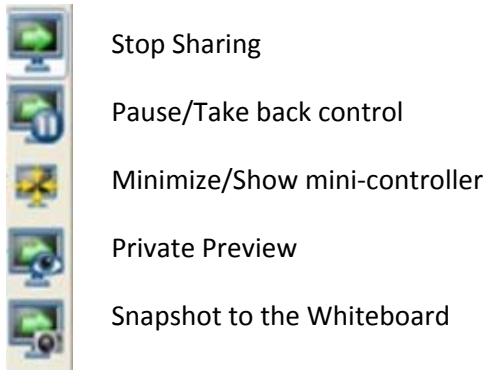 Stop Sharing
Pause/Take back control
Minimize/Show mini-controller
Private Preview
Snapshot to the Whiteboard